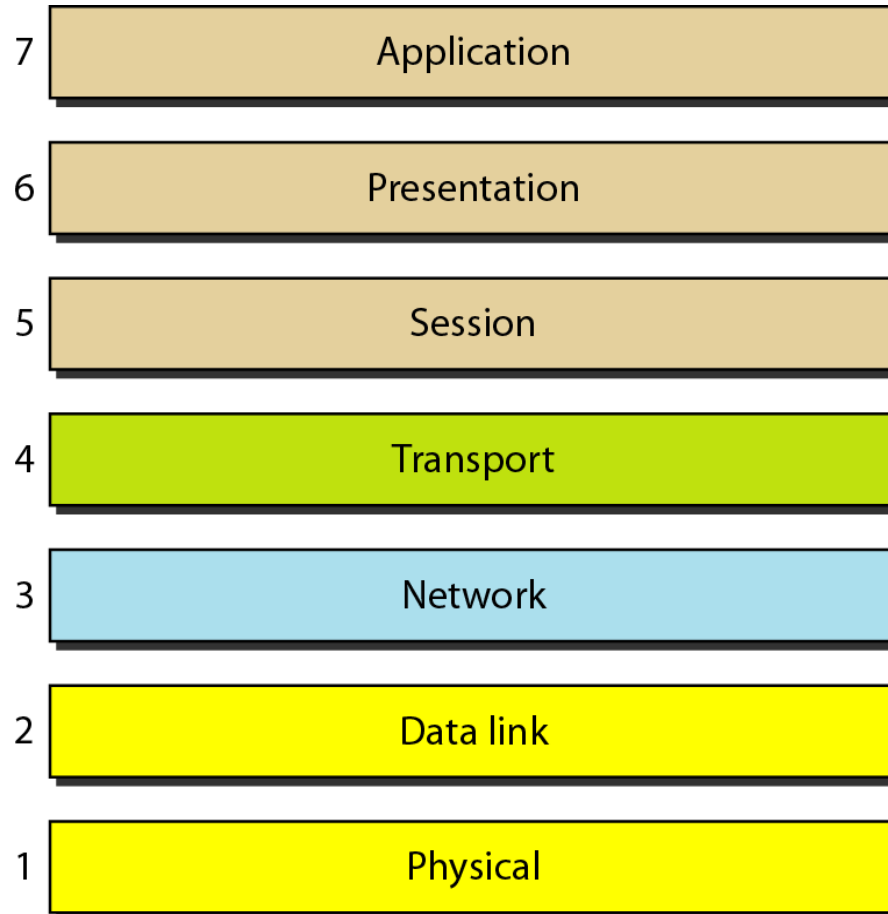 7 Application
6 Presentation
5 Session
4 Transport
3 Network
2 Data link
1 Physical